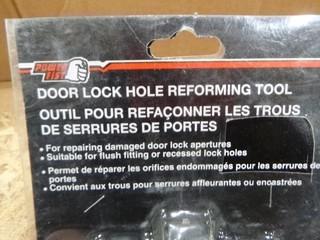 POWER FIST
DOOR LOCK HOLE REFORMING TOOL
OUTIL POUR REFAÇONNER LES TROUS
DE SERRURES DE PORTES
• For repairing damaged door lock apertures
• Suitable for flush fitting or recessed lock holes
• Permet de réparer les orifices endommagés pour les serrures de
portes
• Convient aux trous pour serrures affleurantes ou encastrées